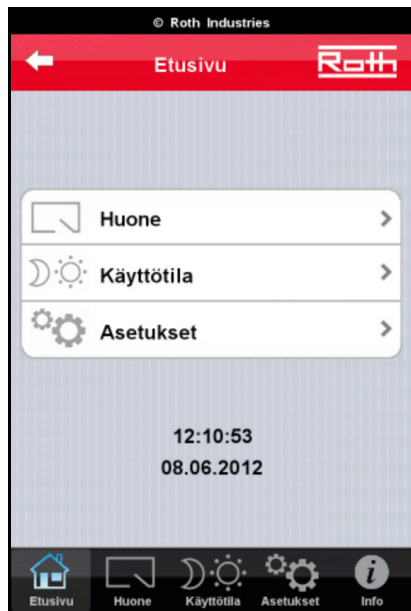 © Roth Industries
Etusivu
Roth
Huone
Käyttötila
Asetukset
12:10:53
08.06.2012
Etusivu Huone Käyttötila Asetukset Info